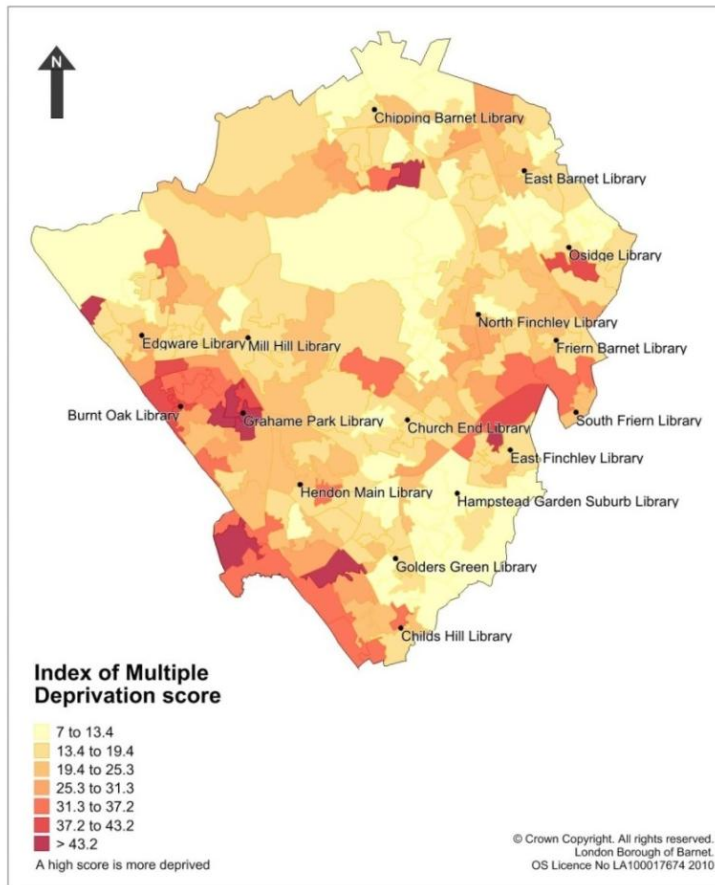 N
Chipping Barnet Library
East Barnet Library
Osidge Library
North Finchley Library
Edgware Library
Mill Hill Library
Friern Barnet Library
Burnt Oak Library
Grahame Park Library
Church End Library
South Friern Library
East Finchley Library
Hendon Main Library
Hampstead Garden Suburb Library
Golders Green Library
Childs Hill Library
Index of Multiple
Deprivation score
7 to 13.4
13.4 to 19.4
19.4 to 25.3
25.3 to 31.3
31.3 to 37.2
37.2 to 43.2
> 43.2
A high score is more deprived
© Crown Copyright. All rights reserved.
London Borough of Barnet.
OS Licence No LA100017674 2010